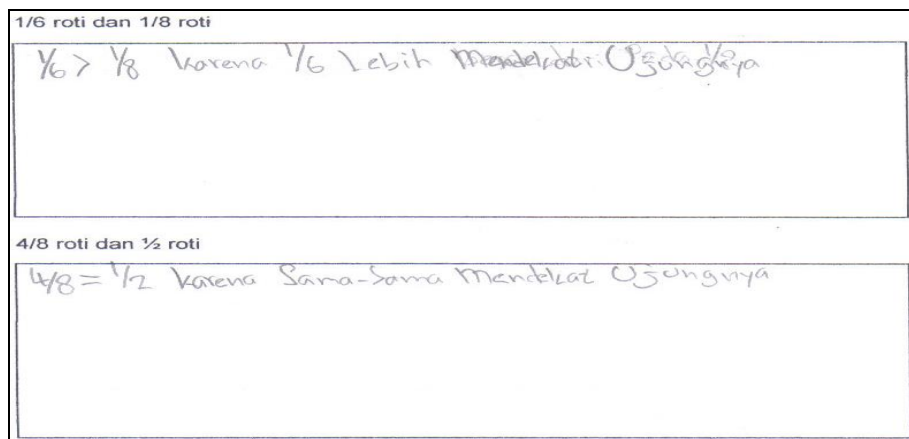 1/6 roti dan 1/8 roti
1/6 > 1/8 karena 1/6 lebih mendekati Ujungnya
4/8 roti dan ½ roti
4/8 = 1/2 karena Sama-Sama mendekat Ujungnya